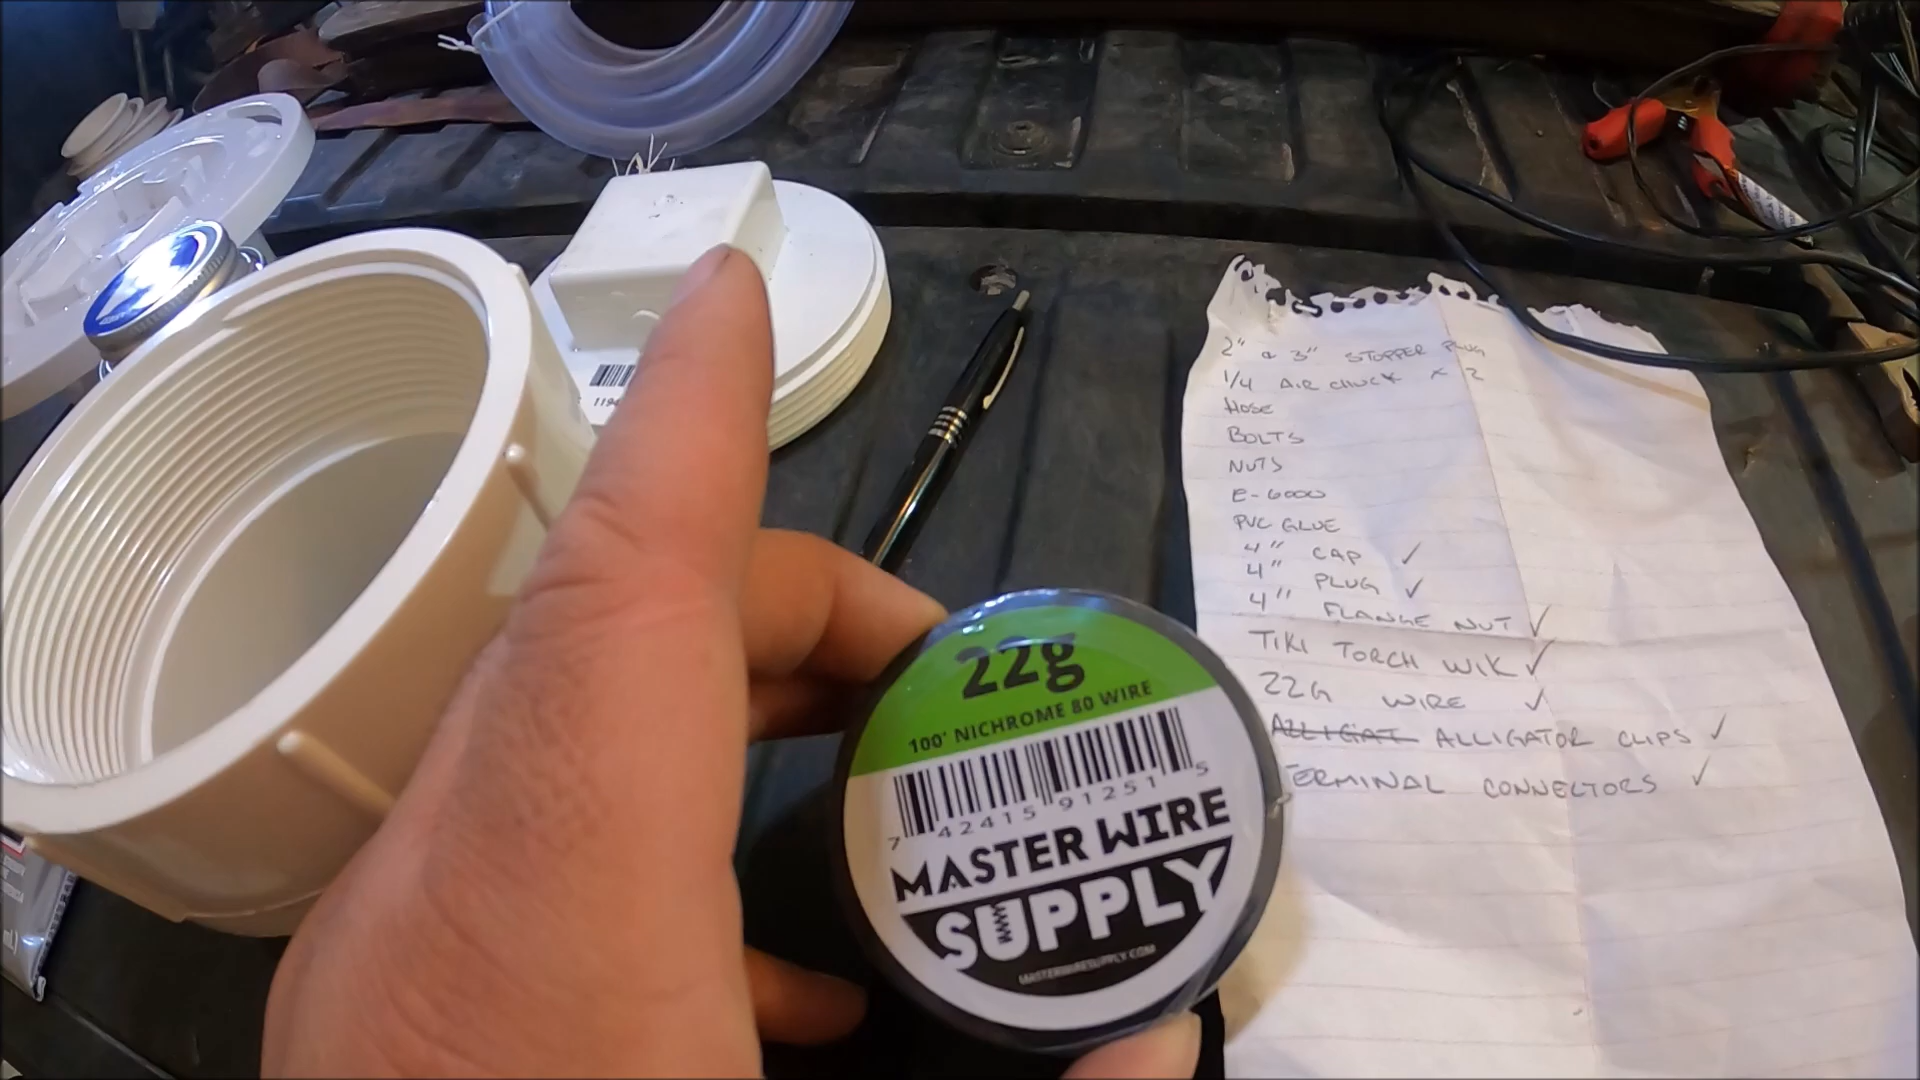 2" & 3" STOPPER PLUG
1/4 AIR CHUCK x 2
HOSE
BOLTS
NUTS
E-6000
PVC GLUE
4" CAP ✓
4" PLUG ✓
4" FLANGE NUT ✓
TIKI TORCH WIK ✓
22G WIRE ✓
ALLIGAT ALLIGATOR CLIPS ✓
TERMINAL CONNECTORS ✓
22g
100' NICHROME 80 WIRE
7 42415 91251 5
MASTER WIRE
SUPPLY
MASTERWIRESUPPLY.COM